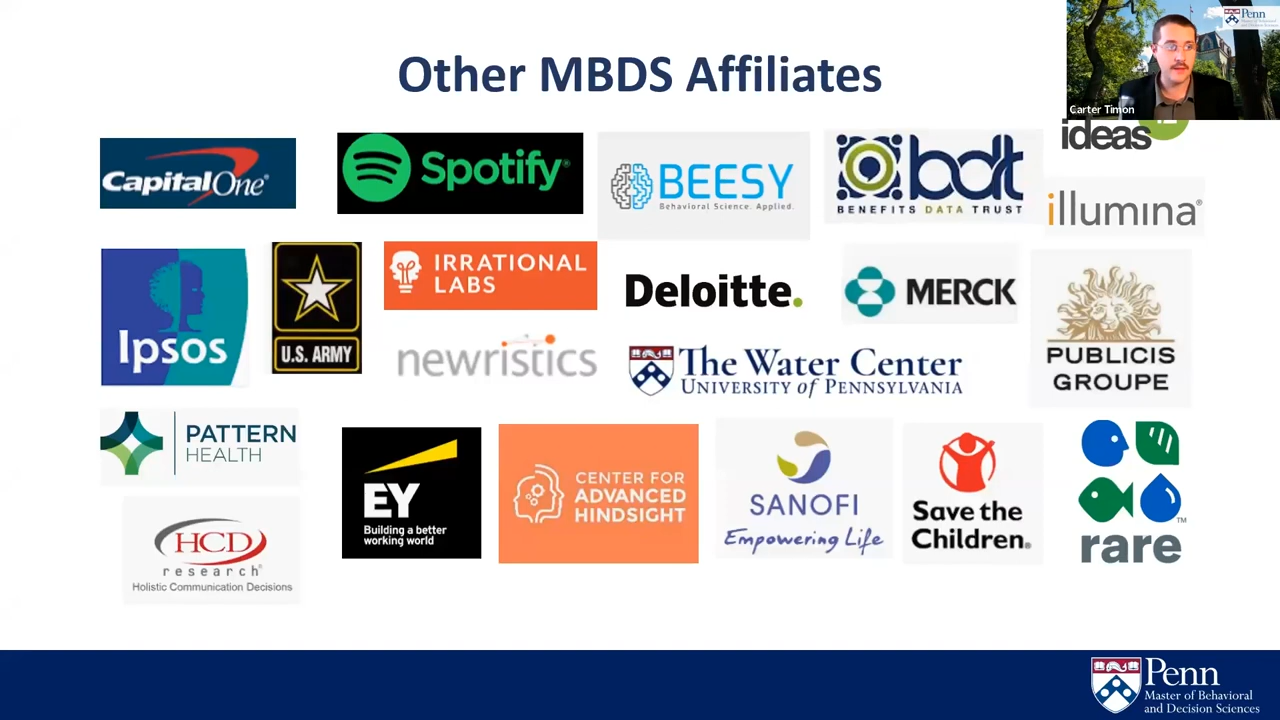 Other MBDS Affiliates
Penn
Carter Timon
ideas
CapitalOne®
Spotify®
BEESY
Behavioral Science. Applied.
bdt
BENEFITS DATA TRUST
illumina®
Ipsos
U.S. ARMY
IRRATIONAL
LABS
Deloitte.
MERCK
PUBLICIS
GROUPE
newristics
The Water Center
UNIVERSITY of PENNSYLVANIA
PATTERN
HEALTH
EY
Building a better
working world
CENTER FOR
ADVANCED
HINDSIGHT
SANOFI
Empowering Life
Save the
Children®
rare™
HCD
research®
Holistic Communication Decisions
Penn
Master of Behavioral
and Decision Sciences